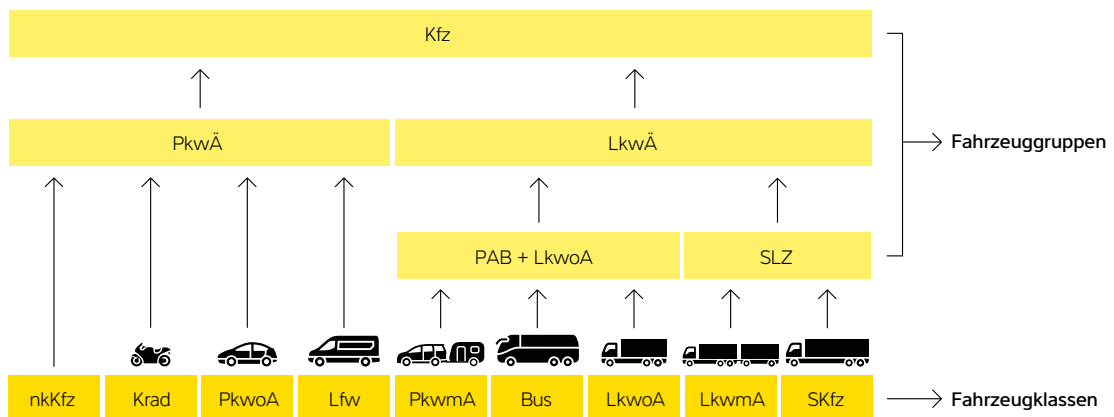 Kfz
PkwÄ
LkwÄ
Fahrzeuggruppen
PAB + LkwoA
SLZ
nkKfz
Krad
PkwoA
Lfw
PkwmA
Bus
LkwoA
LkwmA
SKfz
Fahrzeugklassen